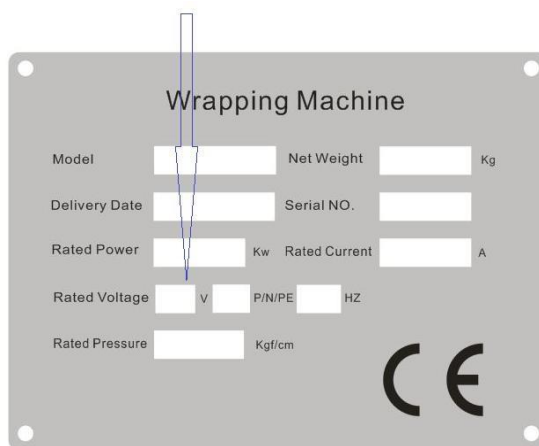 Wrapping Machine
Model Net Weight Kg
Delivery Date Serial NO.
Rated Power Kw Rated Current A
Rated Voltage V P/N/PE HZ
Rated Pressure Kgf/cm
CE